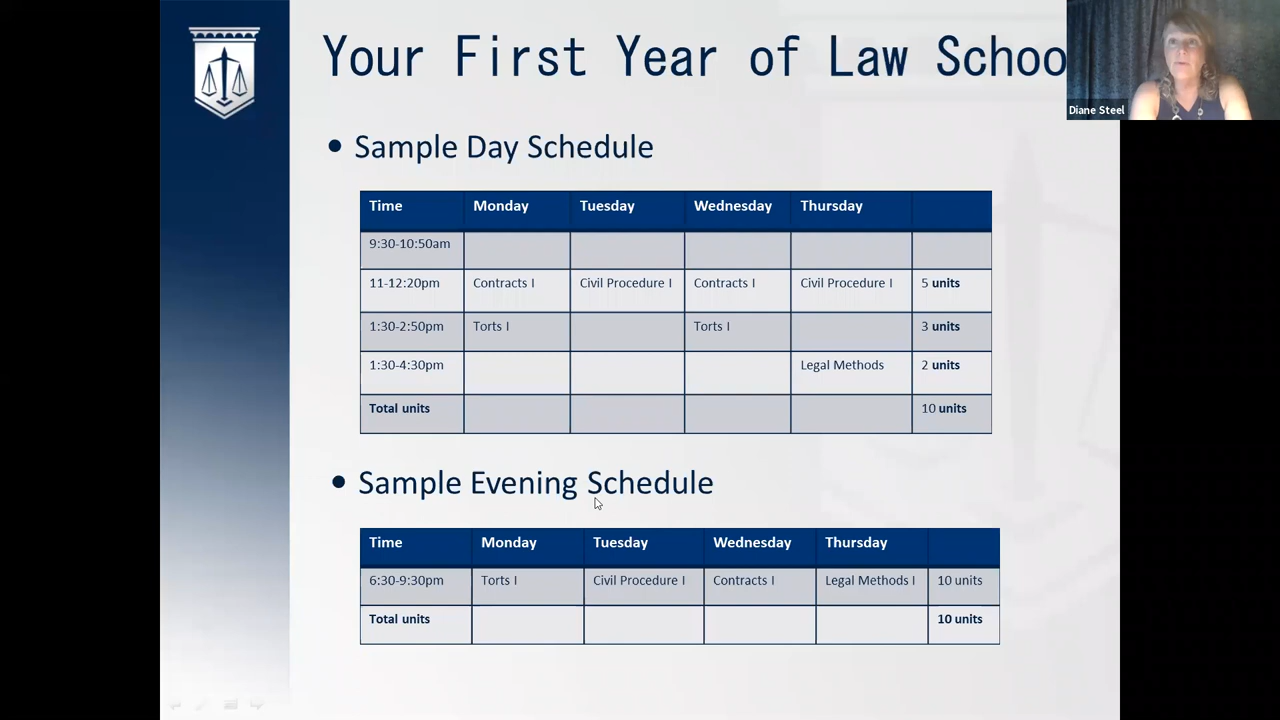 Your First Year of Law Schoo
Diane Steel
• Sample Day Schedule
Time Monday Tuesday Wednesday Thursday
9:30-10:50am
11-12:20pm Contracts I Civil Procedure I Contracts I Civil Procedure I 5 units
1:30-2:50pm Torts I Torts I 3 units
1:30-4:30pm Legal Methods 2 units
Total units 10 units
• Sample Evening Schedule
Time Monday Tuesday Wednesday Thursday
6:30-9:30pm Torts I Civil Procedure I Contracts I Legal Methods I 10 units
Total units 10 units